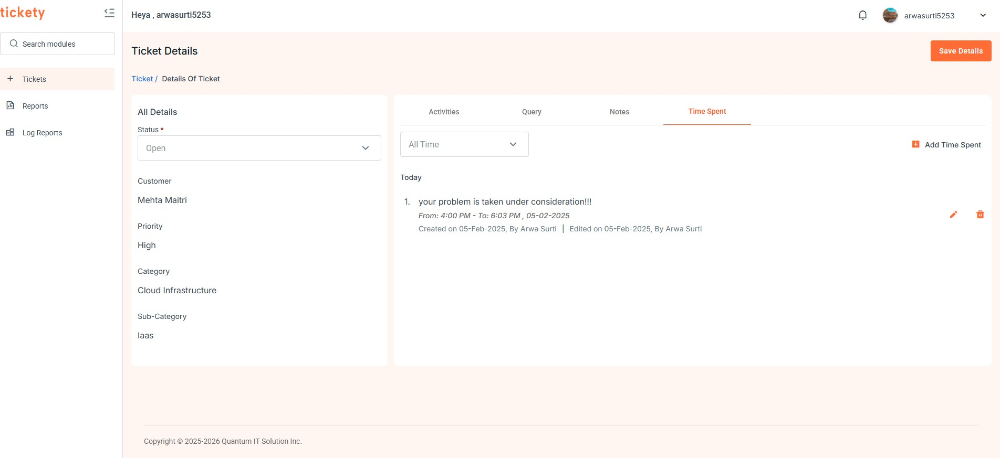 tickety
Heya , arwasurti5253
arwasurti5253
Search modules
Tickets
Reports
Log Reports
Ticket Details
Save Details
Ticket / Details Of Ticket
All Details
Status *
Open
Customer
Mehta Maitri
Priority
High
Category
Cloud Infrastructure
Sub-Category
Iaas
Activities
Query
Notes
Time Spent
All Time
Add Time Spent
Today
1. your problem is taken under consideration!!!
From: 4:00 PM - To: 6:03 PM , 05-02-2025
Created on 05-Feb-2025, By Arwa Surti | Edited on 05-Feb-2025, By Arwa Surti
Copyright © 2025-2026 Quantum IT Solution Inc.